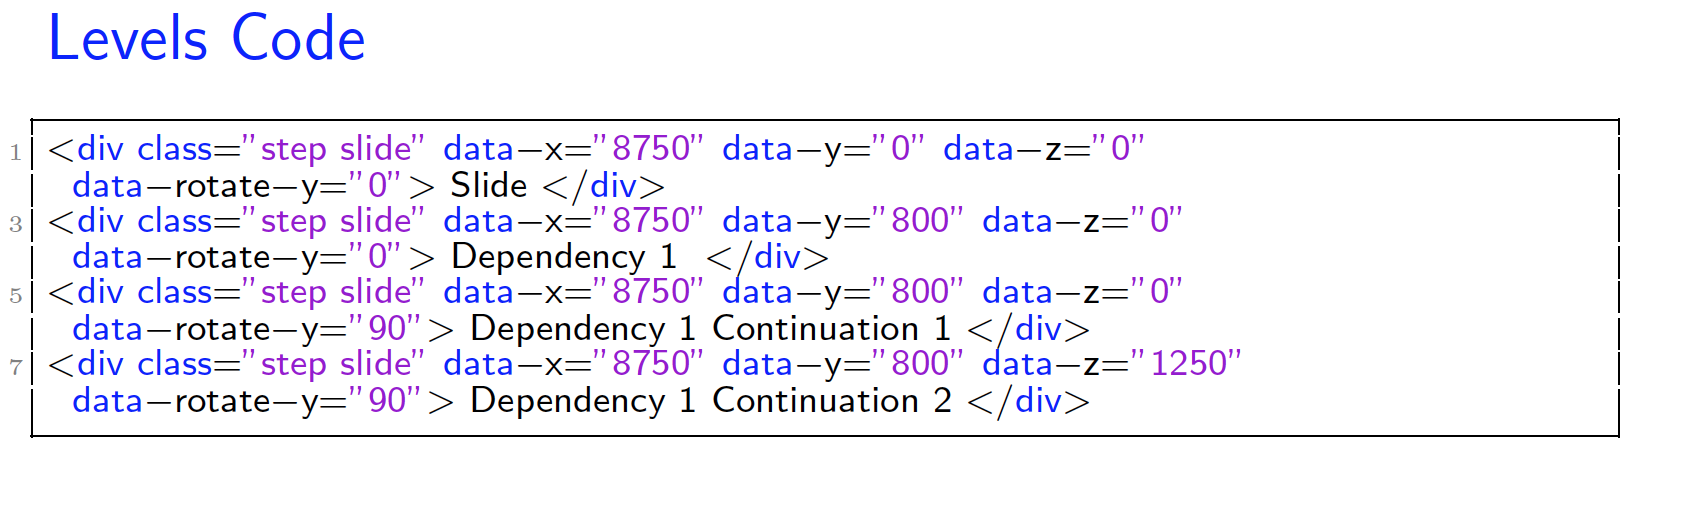 Levels Code
1 <div class="step slide" data-x="8750" data-y="0" data-z="0"
data-rotate-y="0"> Slide </div>
3 <div class="step slide" data-x="8750" data-y="800" data-z="0"
data-rotate-y="0"> Dependency 1 </div>
5 <div class="step slide" data-x="8750" data-y="800" data-z="0"
data-rotate-y="90"> Dependency 1 Continuation 1 </div>
7 <div class="step slide" data-x="8750" data-y="800" data-z="1250"
data-rotate-y="90"> Dependency 1 Continuation 2 </div>